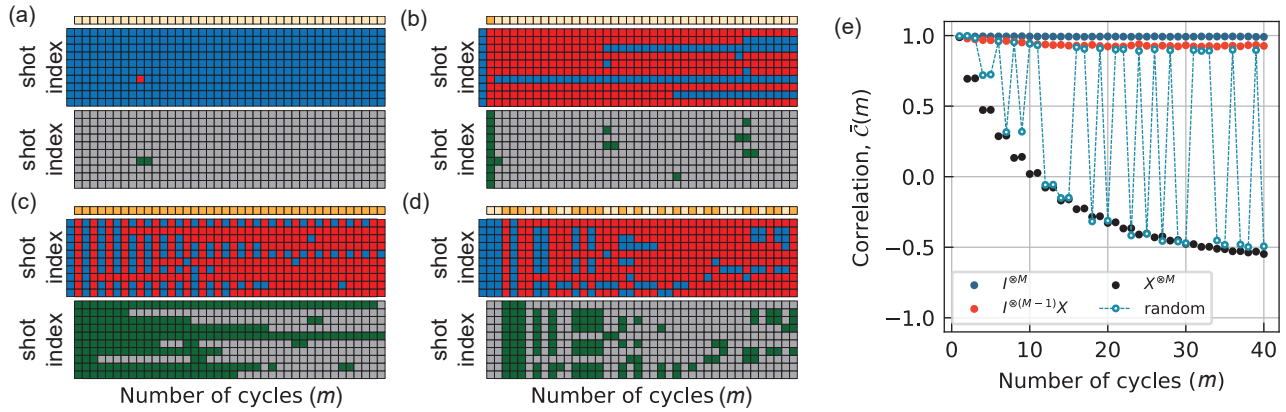 (a)
shot
index
shot
index
(b)
shot
index
shot
index
(c)
shot
index
shot
index
Number of cycles (m)
(d)
shot
index
shot
index
Number of cycles (m)
(e)
Correlation, C̄(m)
1.0
0.5
0.0
−0.5
−1.0
I⊗M
I⊗(M−1)X
X⊗M
random
0 10 20 30 40
Number of cycles (m)